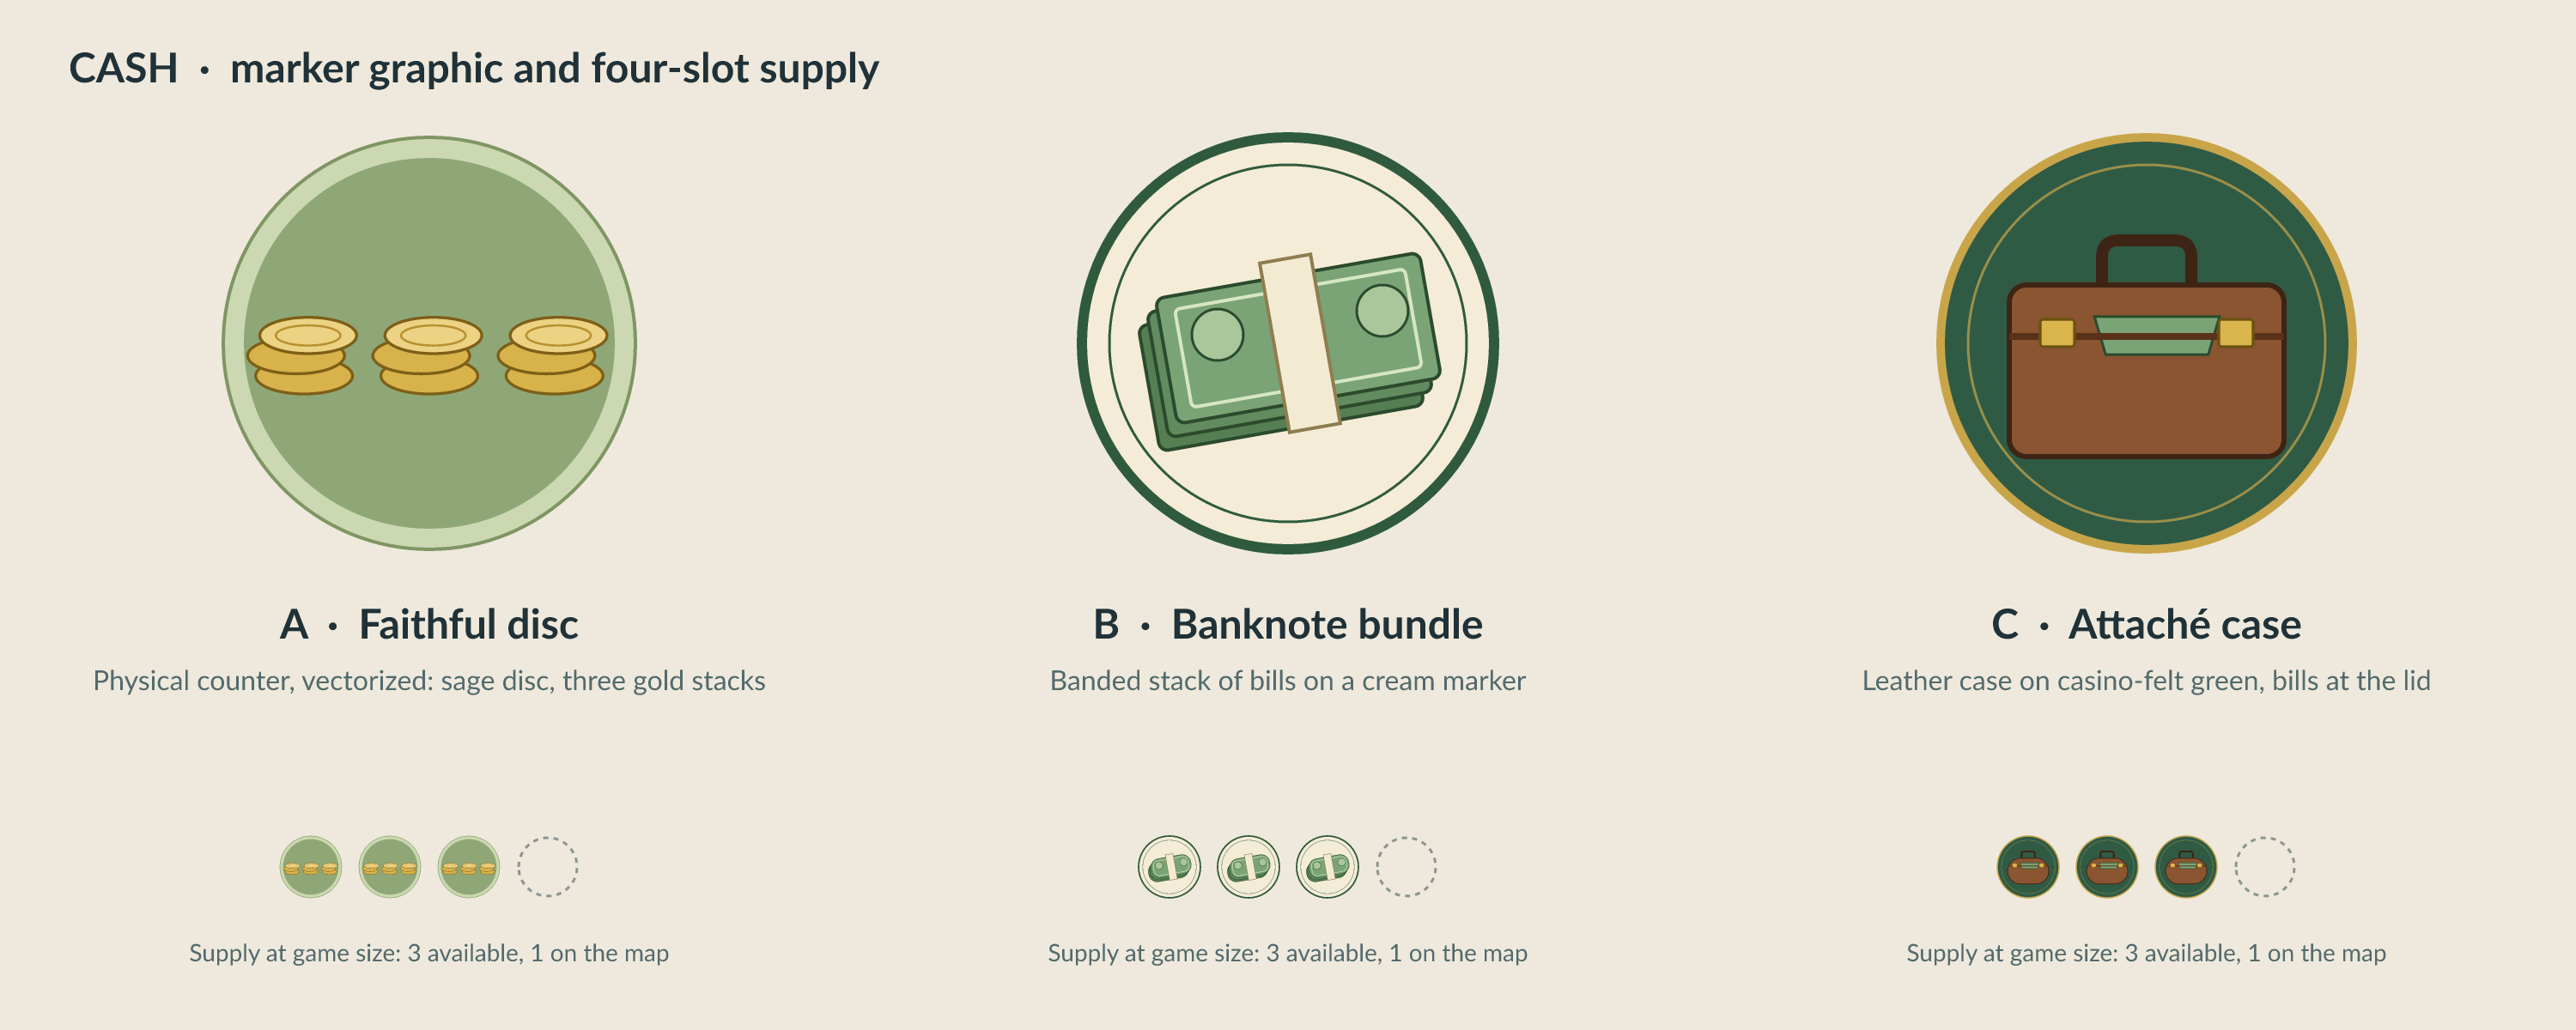 CASH · marker graphic and four-slot supply
A · Faithful disc
Physical counter, vectorized: sage disc, three gold stacks
Supply at game size: 3 available, 1 on the map
B · Banknote bundle
Banded stack of bills on a cream marker
Supply at game size: 3 available, 1 on the map
C · Attaché case
Leather case on casino-felt green, bills at the lid
Supply at game size: 3 available, 1 on the map